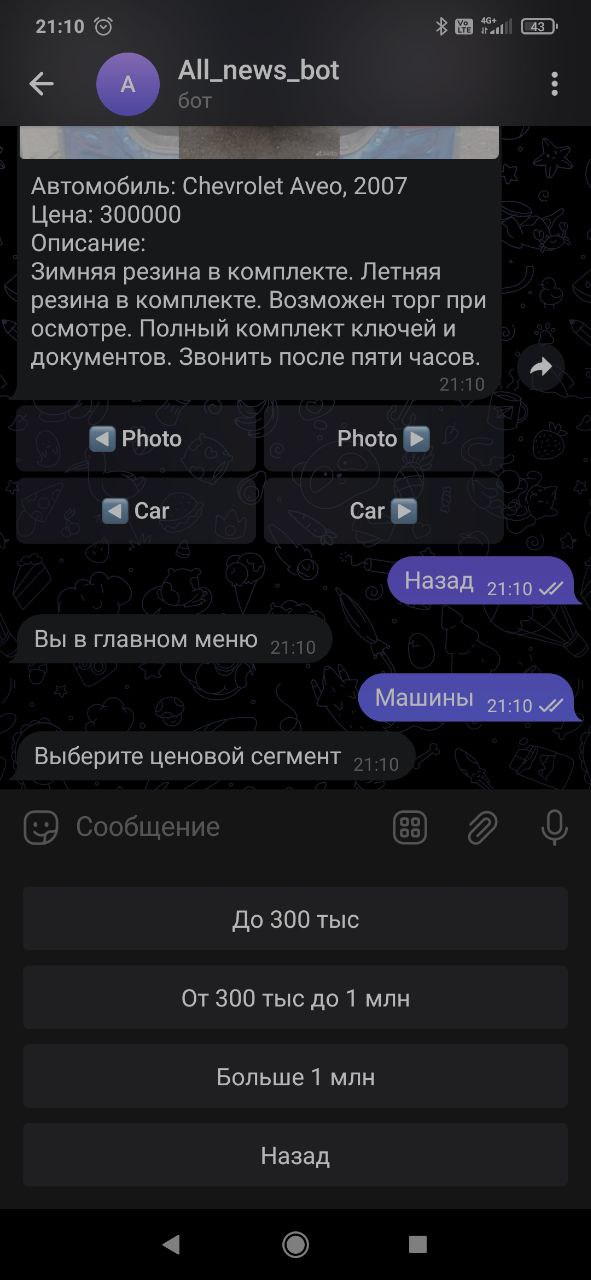 21:10
Vo LTE 4G+ 43
A
All_news_bot
бот
Автомобиль: Chevrolet Aveo, 2007
Цена: 300000
Описание:
Зимняя резина в комплекте. Летняя
резина в комплекте. Возможен торг при
осмотре. Полный комплект ключей и
документов. Звонить после пяти часов.
21:10
Photo Photo
Car Car
Назад 21:10
Вы в главном меню 21:10
Машины 21:10
Выберите ценовой сегмент 21:10
Сообщение
До 300 тыс
От 300 тыс до 1 млн
Больше 1 млн
Назад